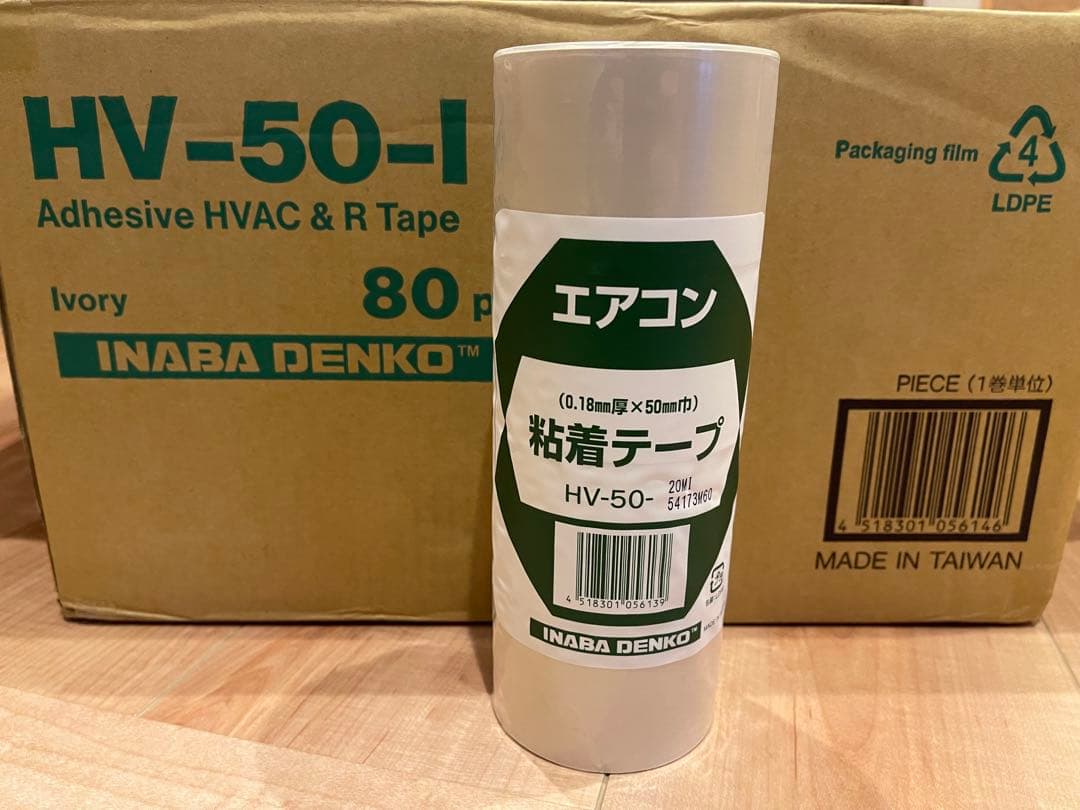 HV-50-I
Adhesive HVAC & R Tape
Ivory
80 p
INABA DENKO™
Packaging film
4
LDPE
PIECE (1巻単位)
4 518301 056146
MADE IN TAIWAN
エアコン
(0.18mm厚×50mm巾)
粘着テープ
HV-50-
20MI
54173M60
4 518301 056139
プラ
INABA DENKO™